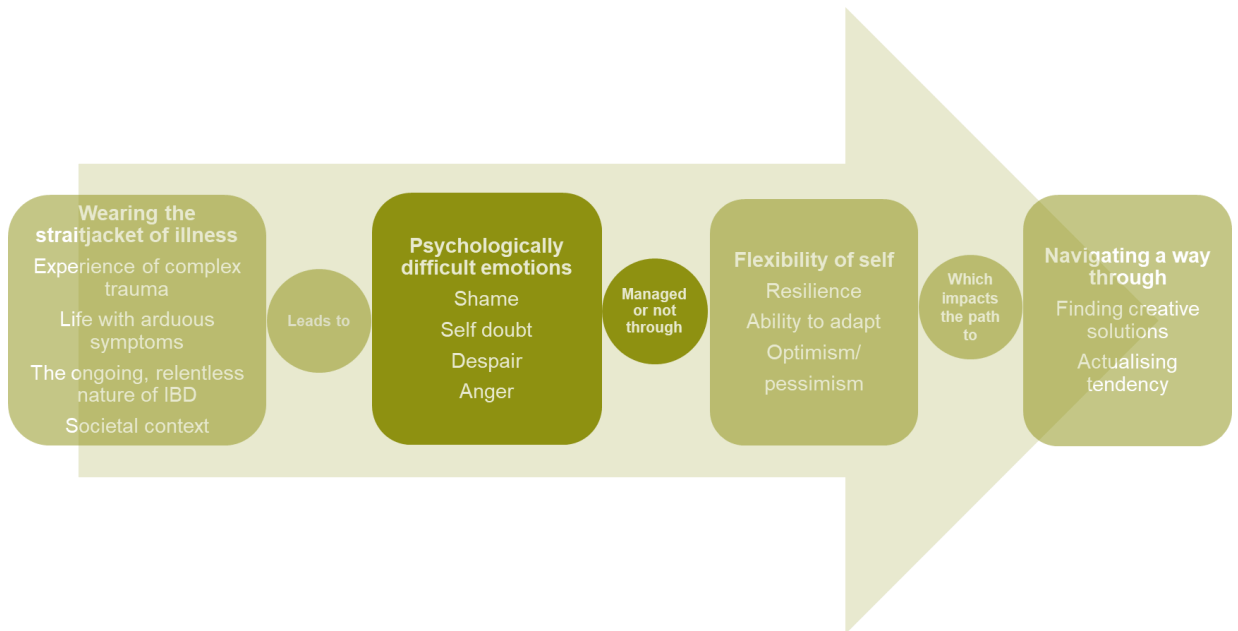 Wearing the
straitjacket of illness
Experience of complex
trauma
Life with arduous
symptoms
The ongoing, relentless
nature of IBD
Societal context
Leads to
Psychologically
difficult emotions
Shame
Self doubt
Despair
Anger
Managed
or not
through
Flexibility of self
Resilience
Ability to adapt
Optimism/
pessimism
Which
impacts
the path
to
Navigating a way
through
Finding creative
solutions
Actualising
tendency